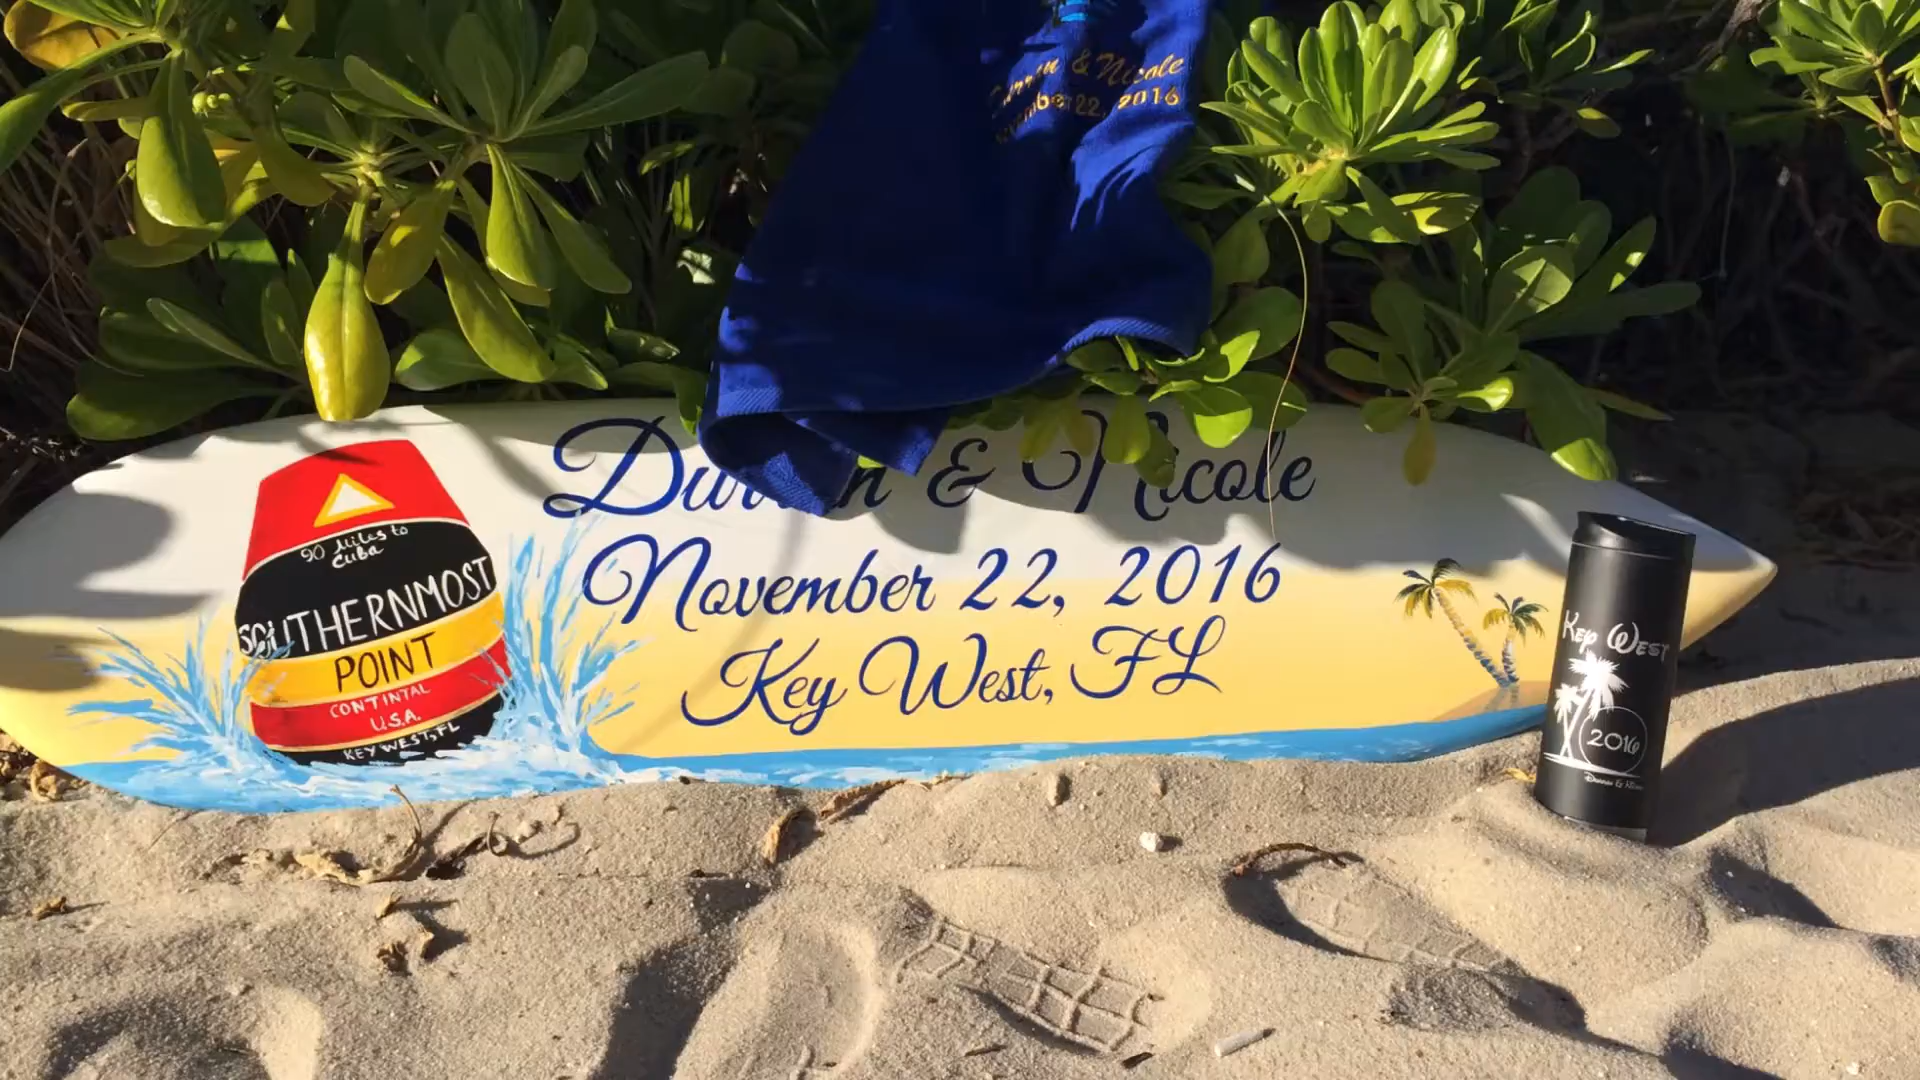 & Nicole
22, 2016
& Nicole
November 22, 2016
Key West, FL
90 Miles to
Cuba
SOUTHERNMOST
POINT
CONTINTAL
U.S.A.
KEY WEST, FL
Key West
2016